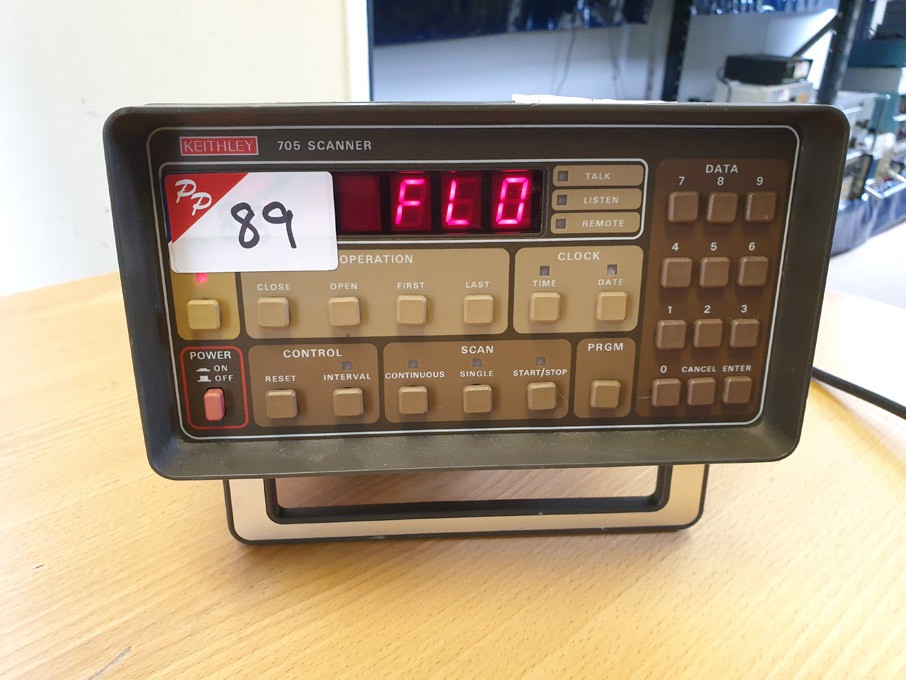 KEITHLEY 705 SCANNER
PP
89
FL0
TALK
LISTEN
REMOTE
OPERATION
CLOSE OPEN FIRST LAST
CLOCK
TIME DATE
POWER
ON
OFF
CONTROL
RESET INTERVAL
SCAN
CONTINUOUS SINGLE START/STOP
PRGM
DATA
7 8 9
4 5 6
1 2 3
0 CANCEL ENTER